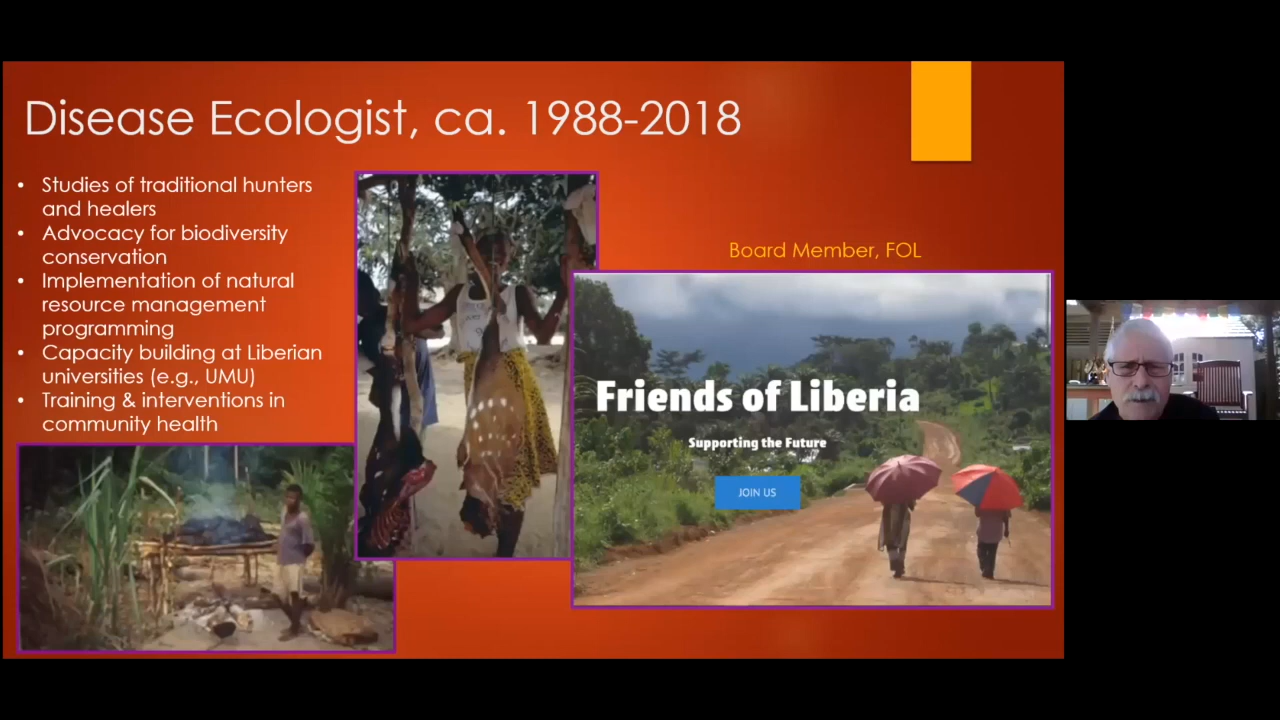 Disease Ecologist, ca. 1988-2018
• Studies of traditional hunters
and healers
• Advocacy for biodiversity
conservation
• Implementation of natural
resource management
programming
• Capacity building at Liberian
universities (e.g., UMU)
• Training & interventions in
community health
Board Member, FOL
Friends of Liberia
Supporting the Future
JOIN US